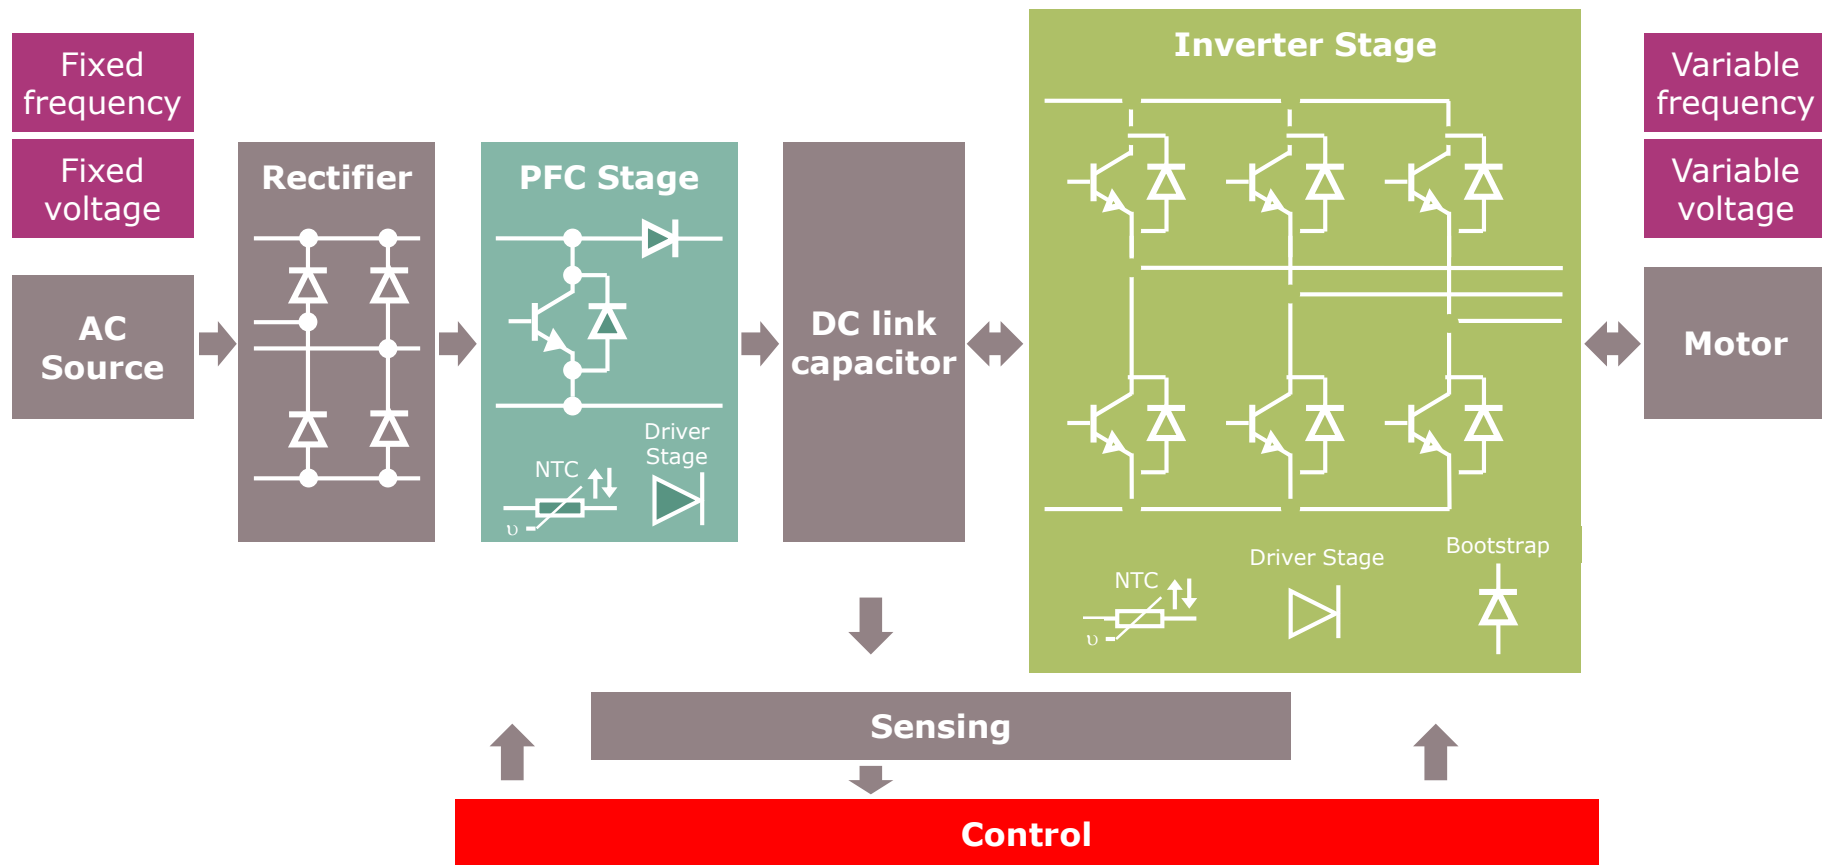 Fixed
frequency
Fixed
voltage
AC
Source
Rectifier
PFC Stage
Driver
Stage
NTC
υ
DC link
capacitor
Inverter Stage
NTC
υ
Driver Stage
Bootstrap
Variable
frequency
Variable
voltage
Motor
Sensing
Control